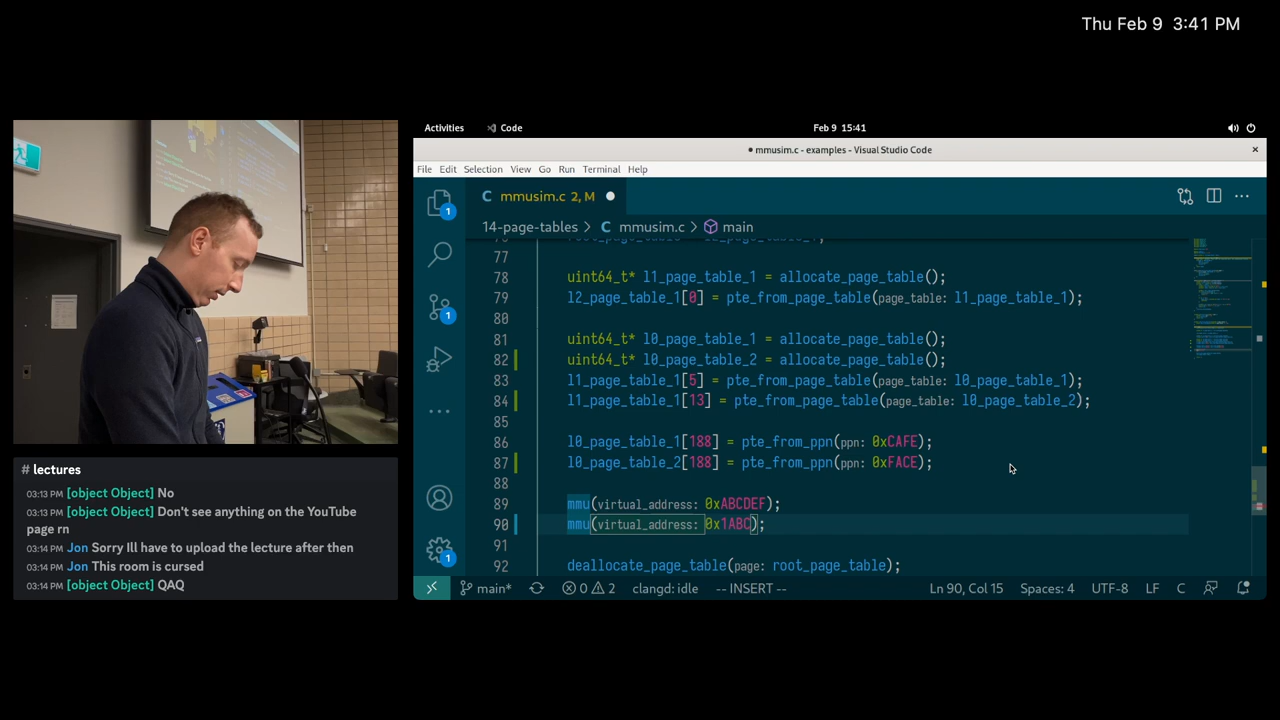 Thu Feb 9 3:41 PM
Activities
Code
Feb 9 15:41
mmusim.c - examples - Visual Studio Code
File Edit Selection View Go Run Terminal Help
C mmusim.c 2, M
14-page-tables > C mmusim.c > main
77
78 uint64_t* l1_page_table_1 = allocate_page_table();
79 l2_page_table_1[0] = pte_from_page_table(page_table: l1_page_table_1);
80
81 uint64_t* l0_page_table_1 = allocate_page_table();
82 uint64_t* l0_page_table_2 = allocate_page_table();
83 l1_page_table_1[5] = pte_from_page_table(page_table: l0_page_table_1);
84 l1_page_table_1[13] = pte_from_page_table(page_table: l0_page_table_2);
85
86 l0_page_table_1[188] = pte_from_ppn(ppn: 0xCAFE);
87 l0_page_table_2[188] = pte_from_ppn(ppn: 0xFACE);
88
89 mmu(virtual_address: 0xABCDEF);
90 mmu(virtual_address: 0x1ABC);
91
92 deallocate_page_table(page: root_page_table);
1
1
1
main* 0 2 clangd: idle -- INSERT -- Ln 90, Col 15 Spaces: 4 UTF-8 LF C
# lectures
03:13 PM [object Object] No
03:13 PM [object Object] Don't see anything on the YouTube
page rn
03:14 PM Jon Sorry Ill have to upload the lecture after then
03:14 PM Jon This room is cursed
03:14 PM [object Object] QAQ